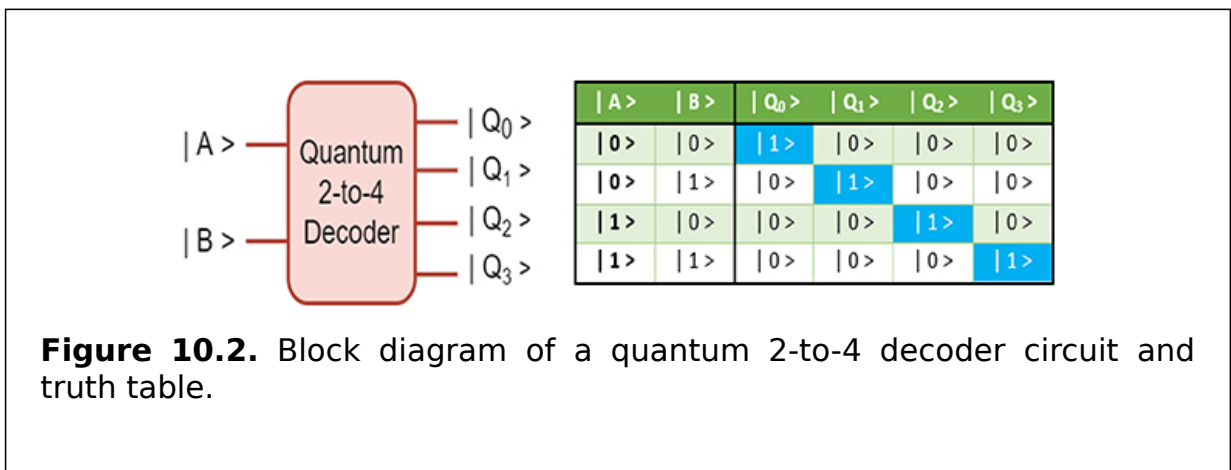 | A >
| B >
Quantum
2-to-4
Decoder
| Q₀ >
| Q₁ >
| Q₂ >
| Q₃ >
| A > | B > | Q₀ > | Q₁ > | Q₂ > | Q₃ >
| 0 > | 0 > | 1 > | 0 > | 0 > | 0 >
| 0 > | 1 > | 0 > | 1 > | 0 > | 0 >
| 1 > | 0 > | 0 > | 0 > | 1 > | 0 >
| 1 > | 1 > | 0 > | 0 > | 0 > | 1 >
Figure 10.2. Block diagram of a quantum 2-to-4 decoder circuit and
truth table.